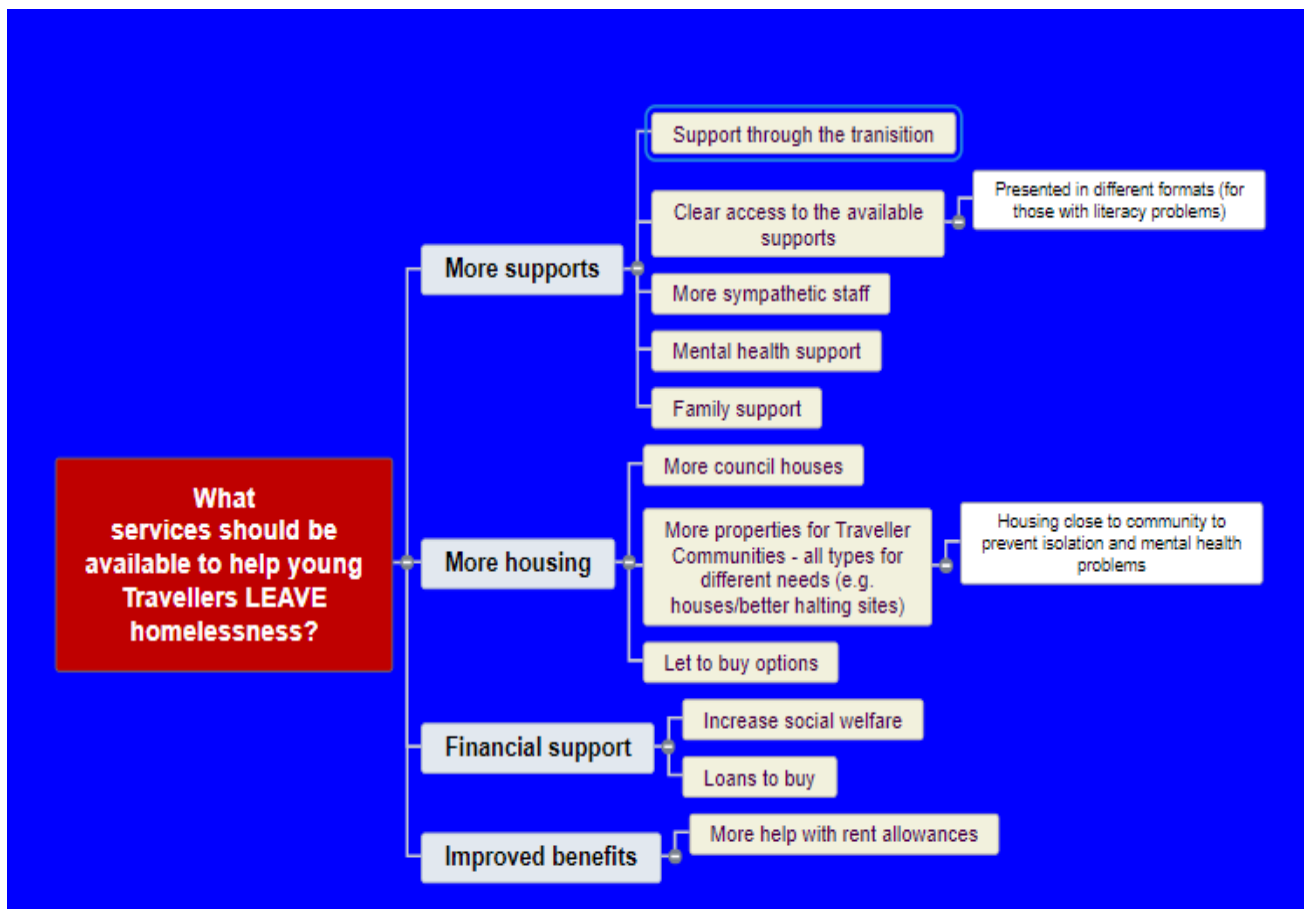 What
services should be
available to help young
Travellers LEAVE
homelessness?
More supports
Support through the tranisition
Clear access to the available
supports
Presented in different formats (for
those with literacy problems)
More sympathetic staff
Mental health support
Family support
More housing
More council houses
More properties for Traveller
Communities - all types for
different needs (e.g.
houses/better halting sites)
Housing close to community to
prevent isolation and mental health
problems
Let to buy options
Financial support
Increase social welfare
Loans to buy
Improved benefits
More help with rent allowances